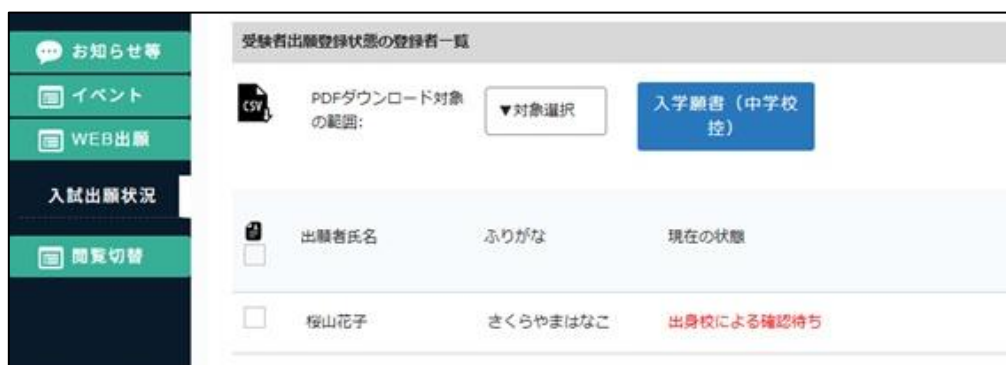 お知らせ等
イベント
WEB出願
入試出願状況
閲覧切替
受験者出願登録状態の登録者一覧
CSV
PDFダウンロード対象
の範囲:
▼対象選択
入学願書（中学校
控）
出願者氏名
ふりがな
現在の状態
桜山花子
さくらやまはなこ
出身校による確認待ち